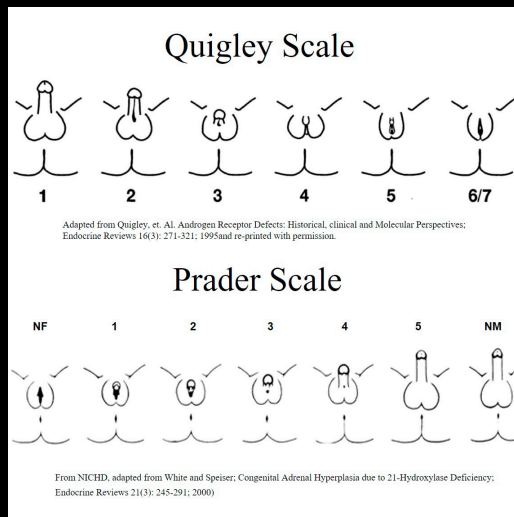 Quigley Scale
1 2 3 4 5 6/7
Adapted from Quigley, et. Al. Androgen Receptor Defects: Historical, clinical and Molecular Perspectives;
Endocrine Reviews 16(3): 271-321; 1995and re-printed with permission.
Prader Scale
NF 1 2 3 4 5 NM
From NICHD, adapted from White and Speiser; Congenital Adrenal Hyperplasia due to 21-Hydroxylase Deficiency;
Endocrine Reviews 21(3): 245-291; 2000)